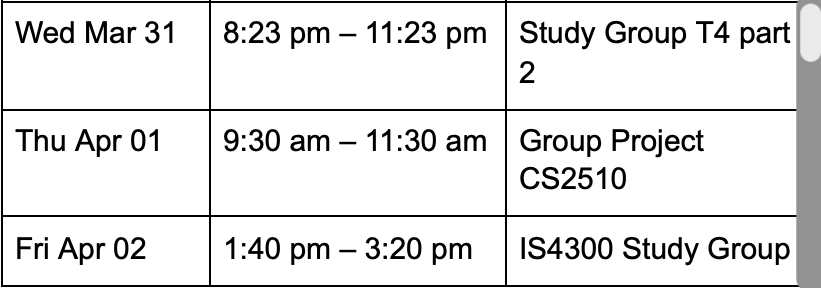 Wed Mar 31 8:23 pm – 11:23 pm Study Group T4 part
2
Thu Apr 01 9:30 am – 11:30 am Group Project
CS2510
Fri Apr 02 1:40 pm – 3:20 pm IS4300 Study Group